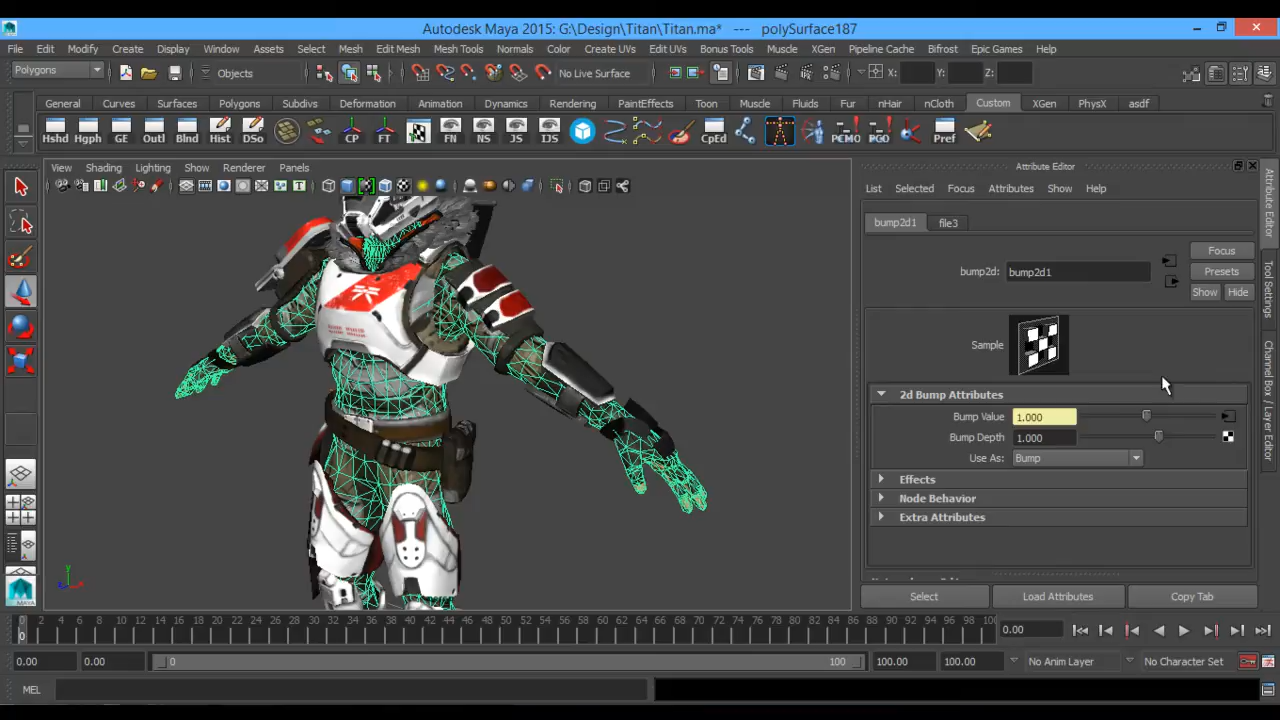 Autodesk Maya 2015: G:\Design\Titan\Titan.ma* --- polySurface187
File Edit Modify Create Display Window Assets Select Mesh Edit Mesh Mesh Tools Normals Color Create UVs Edit UVs Bonus Tools Muscle XGen Pipeline Cache Bifrost Epic Games Help
Polygons Objects No Live Surface X: Y: Z:
General Curves Surfaces Polygons Subdivs Deformation Animation Dynamics Rendering PaintEffects Toon Muscle Fluids Fur nHair nCloth Custom XGen PhysX asdf
Hshd Hgph GE Outl Blnd Hist DSo CP FT FN NS JS IJS CpEd PCMO PGO Pref
View Shading Lighting Show Renderer Panels
Attribute Editor
List Selected Focus Attributes Show Help
bump2d1 file3
Focus
bump2d: bump2d1 Presets
Show Hide
Sample
2d Bump Attributes
Bump Value 1.000
Bump Depth 1.000
Use As: Bump
Effects
Node Behavior
Extra Attributes
Select Load Attributes Copy Tab
Attribute Editor
Tool Settings
Channel Box / Layer Editor
y
MAYA
0 2 4 6 8 10 12 14 16 18 20 22 24 26 28 30 32 34 36 38 40 42 44 46 48 50 52 54 56 58 60 62 64 66 68 70 72 74 76 78 80 82 84 86 88 90 92 94 96 98 100
0
0.00
0.00 0.00 0 100 100.00 100.00 No Anim Layer No Character Set
MEL